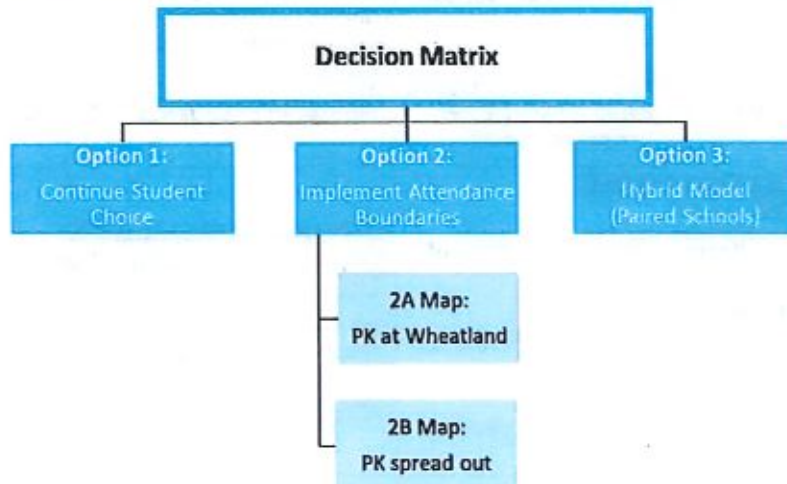 Decision Matrix
Option 1:
Continue Student
Choice
Option 2:
Implement Attendance
Boundaries
Option 3:
Hybrid Model
(Paired Schools)
2A Map:
PK at Wheatland
2B Map:
PK spread out